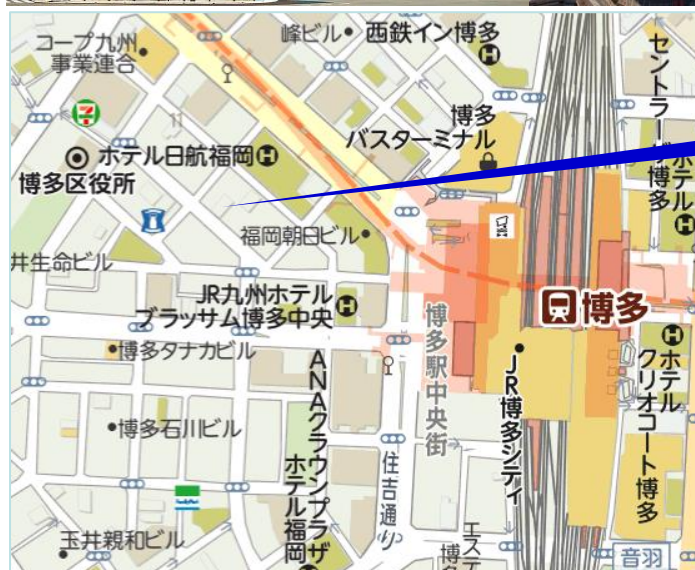 コープ九州
事業連合
峰ビル
西鉄イン博多
博多
バスターミナル
セントラーザ博多
ホテル
ホテル日航福岡
博多区役所
福岡朝日ビル
井生命ビル
JR九州ホテル
ブラッサム博多中央
博多
博多タナカビル
博多駅中央街
JR博多シティ
ホテル
クリオコート博多
ANAクラウンプラザ
ホテル福岡
博多石川ビル
住吉通り
玉井親和ビル
エステ
博多
音羽